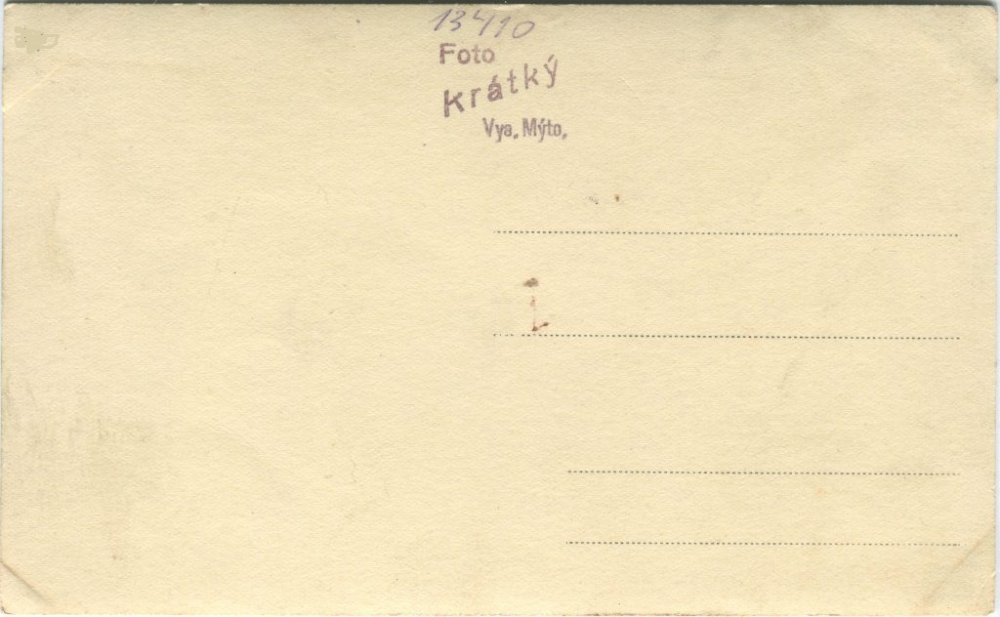 13410
Foto
Krátký
Vys. Mýto.